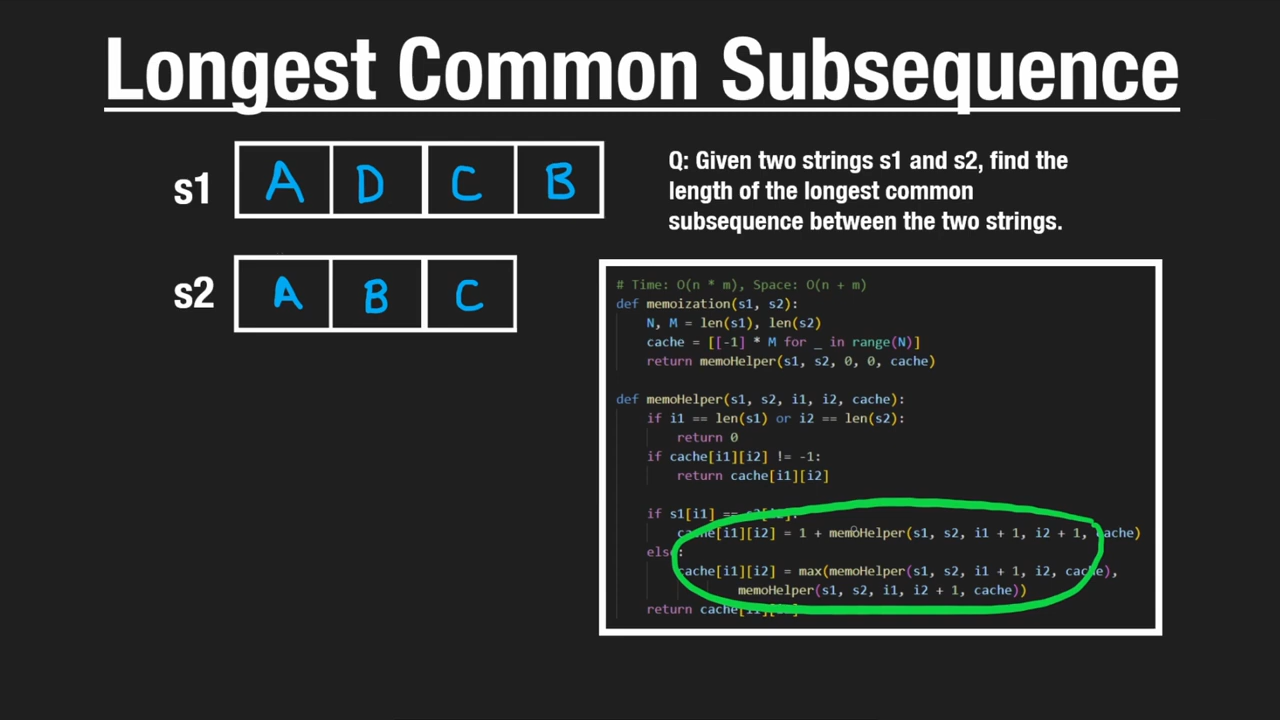 Longest Common Subsequence
s1 A D C B
Q: Given two strings s1 and s2, find the
length of the longest common
subsequence between the two strings.
s2 A B C
# Time: O(n * m), Space: O(n + m)
def memoization(s1, s2):
    N, M = len(s1), len(s2)
    cache = [[-1] * M for _ in range(N)]
    return memoHelper(s1, s2, 0, 0, cache)
def memoHelper(s1, s2, i1, i2, cache):
    if i1 == len(s1) or i2 == len(s2):
        return 0
    if cache[i1][i2] != -1:
        return cache[i1][i2]
    if s1[i1] == s2[i2]:
        cache[i1][i2] = 1 + memoHelper(s1, s2, i1 + 1, i2 + 1, cache)
    else:
        cache[i1][i2] = max(memoHelper(s1, s2, i1 + 1, i2, cache),
                memoHelper(s1, s2, i1, i2 + 1, cache))
    return cache[i1][i2]